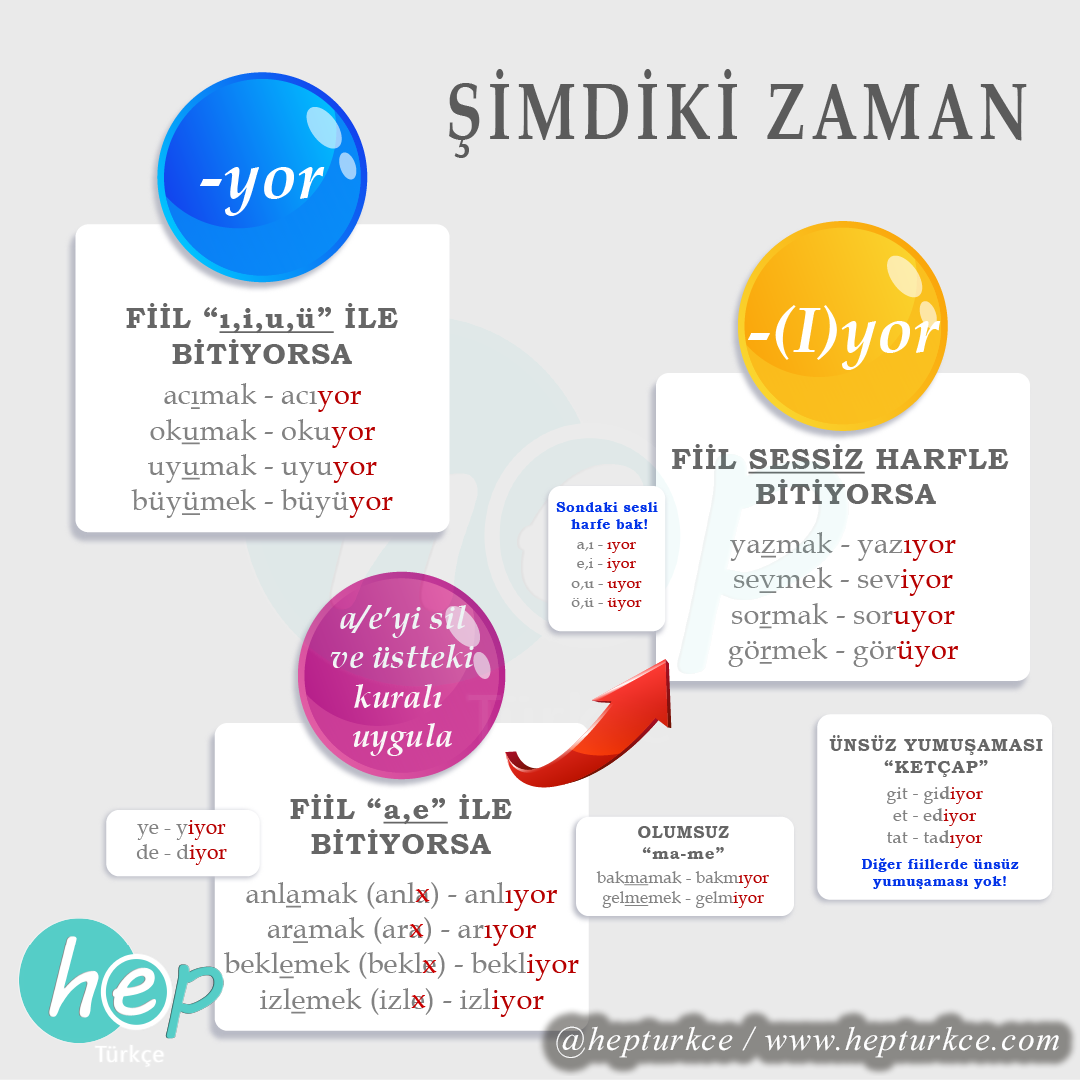 ŞİMDİKİ ZAMAN
-yor
FİİL “ı,i,u,ü” İLE
BİTİYORSA
acımak - acıyor
okumak - okuyor
uyumak - uyuyor
büyümek - büyüyor
-(I)yor
FİİL SESSİZ HARFLE
BİTİYORSA
yazmak - yazıyor
sevmek - seviyor
sormak - soruyor
görmek - görüyor
Sondaki sesli
harfe bak!
a,ı - ıyor
e,i - iyor
o,u - uyor
ö,ü - üyor
a/e’yi sil
ve üstteki
kuralı
uygula
FİİL “a,e” İLE
BİTİYORSA
anlamak (anla) - anlıyor
aramak (ara) - arıyor
beklemek (bekle) - bekliyor
izlemek (izle) - izliyor
ye - yiyor
de - diyor
OLUMSUZ
“ma-me”
bakmamak - bakmıyor
gelmemek - gelmiyor
ÜNSÜZ YUMUŞAMASI
“KETÇAP”
git - gidiyor
et - ediyor
tat - tadıyor
Diğer fiillerde ünsüz
yumuşaması yok!
hep
Türkçe
@hepturkce / www.hepturkce.com